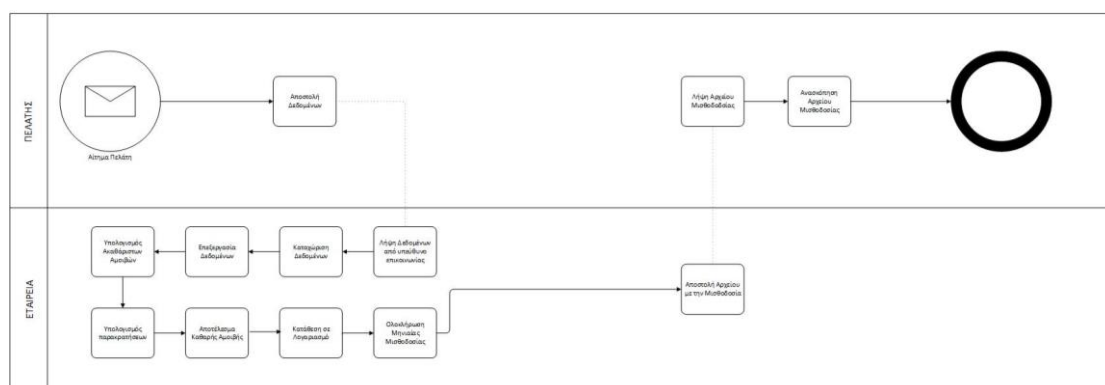 ΠΕΛΑΤΗΣ
Αίτημα Πελάτη
Αποστολή
Δεδομένων
Λήψη Αρχείου
Μισθοδοσίας
Ανασκόπηση
Αρχείου
Μισθοδοσίας
ΕΤΑΙΡΕΙΑ
Υπολογισμός
Ακαθάριστων
Αμοιβών
Επεξεργασία
Δεδομένων
Καταχώριση
Δεδομένων
Λήψη Δεδομένων
από υπεύθυνο
επικοινωνίας
Υπολογισμός
παρακρατήσεων
Αποτέλεσμα
Καθαρής Αμοιβής
Κατάθεση σε
Λογαριασμό
Ολοκλήρωση
Μηνιαίας
Μισθοδοσίας
Αποστολή Αρχείου
με την Μισθοδοσία